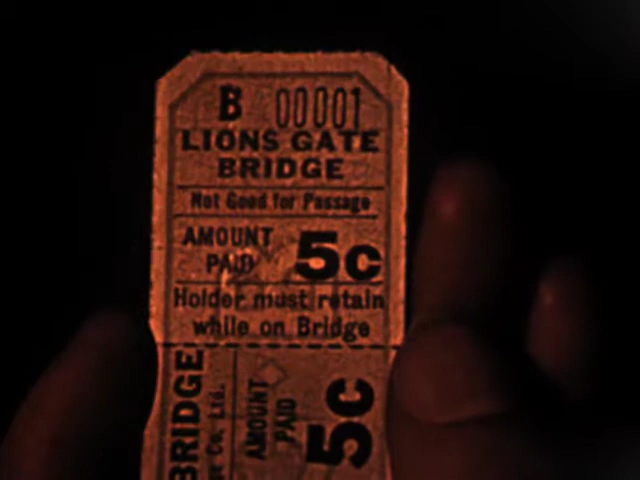 B 00001
LIONS GATE
BRIDGE
Not Good for Passage
AMOUNT
PAID
5c
Holder must retain
while on Bridge
BRIDGE
Co. Ltd.
AMOUNT
PAID
5c